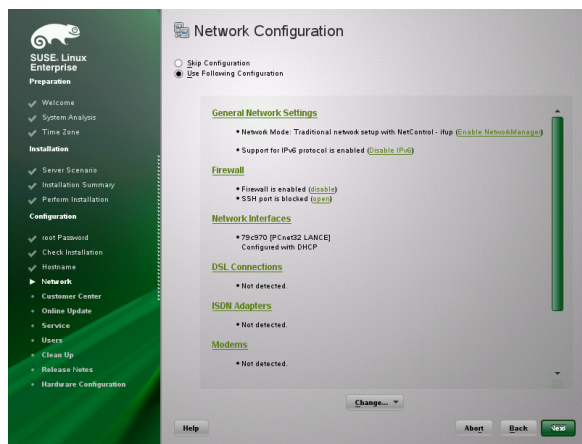 SUSE. Linux
Enterprise
Preparation
Welcome
System Analysis
Time Zone
Installation
Server Scenario
Installation Summary
Perform Installation
Configuration
root Password
Check Installation
Hostname
Network
Customer Center
Online Update
Service
Users
Clean Up
Release Notes
Hardware Configuration
Network Configuration
Skip Configuration
Use Following Configuration
General Network Settings
• Network Mode: Traditional network setup with NetControl - ifup (Enable NetworkManager)
• Support for IPv6 protocol is enabled (Disable IPv6)
Firewall
• Firewall is enabled (disable)
• SSH port is blocked (open)
Network Interfaces
• 79c970 [PCnet32 LANCE]
Configured with DHCP
DSL Connections
• Not detected.
ISDN Adapters
• Not detected.
Modems
• Not detected.
Change...
Help
Abort
Back
Next